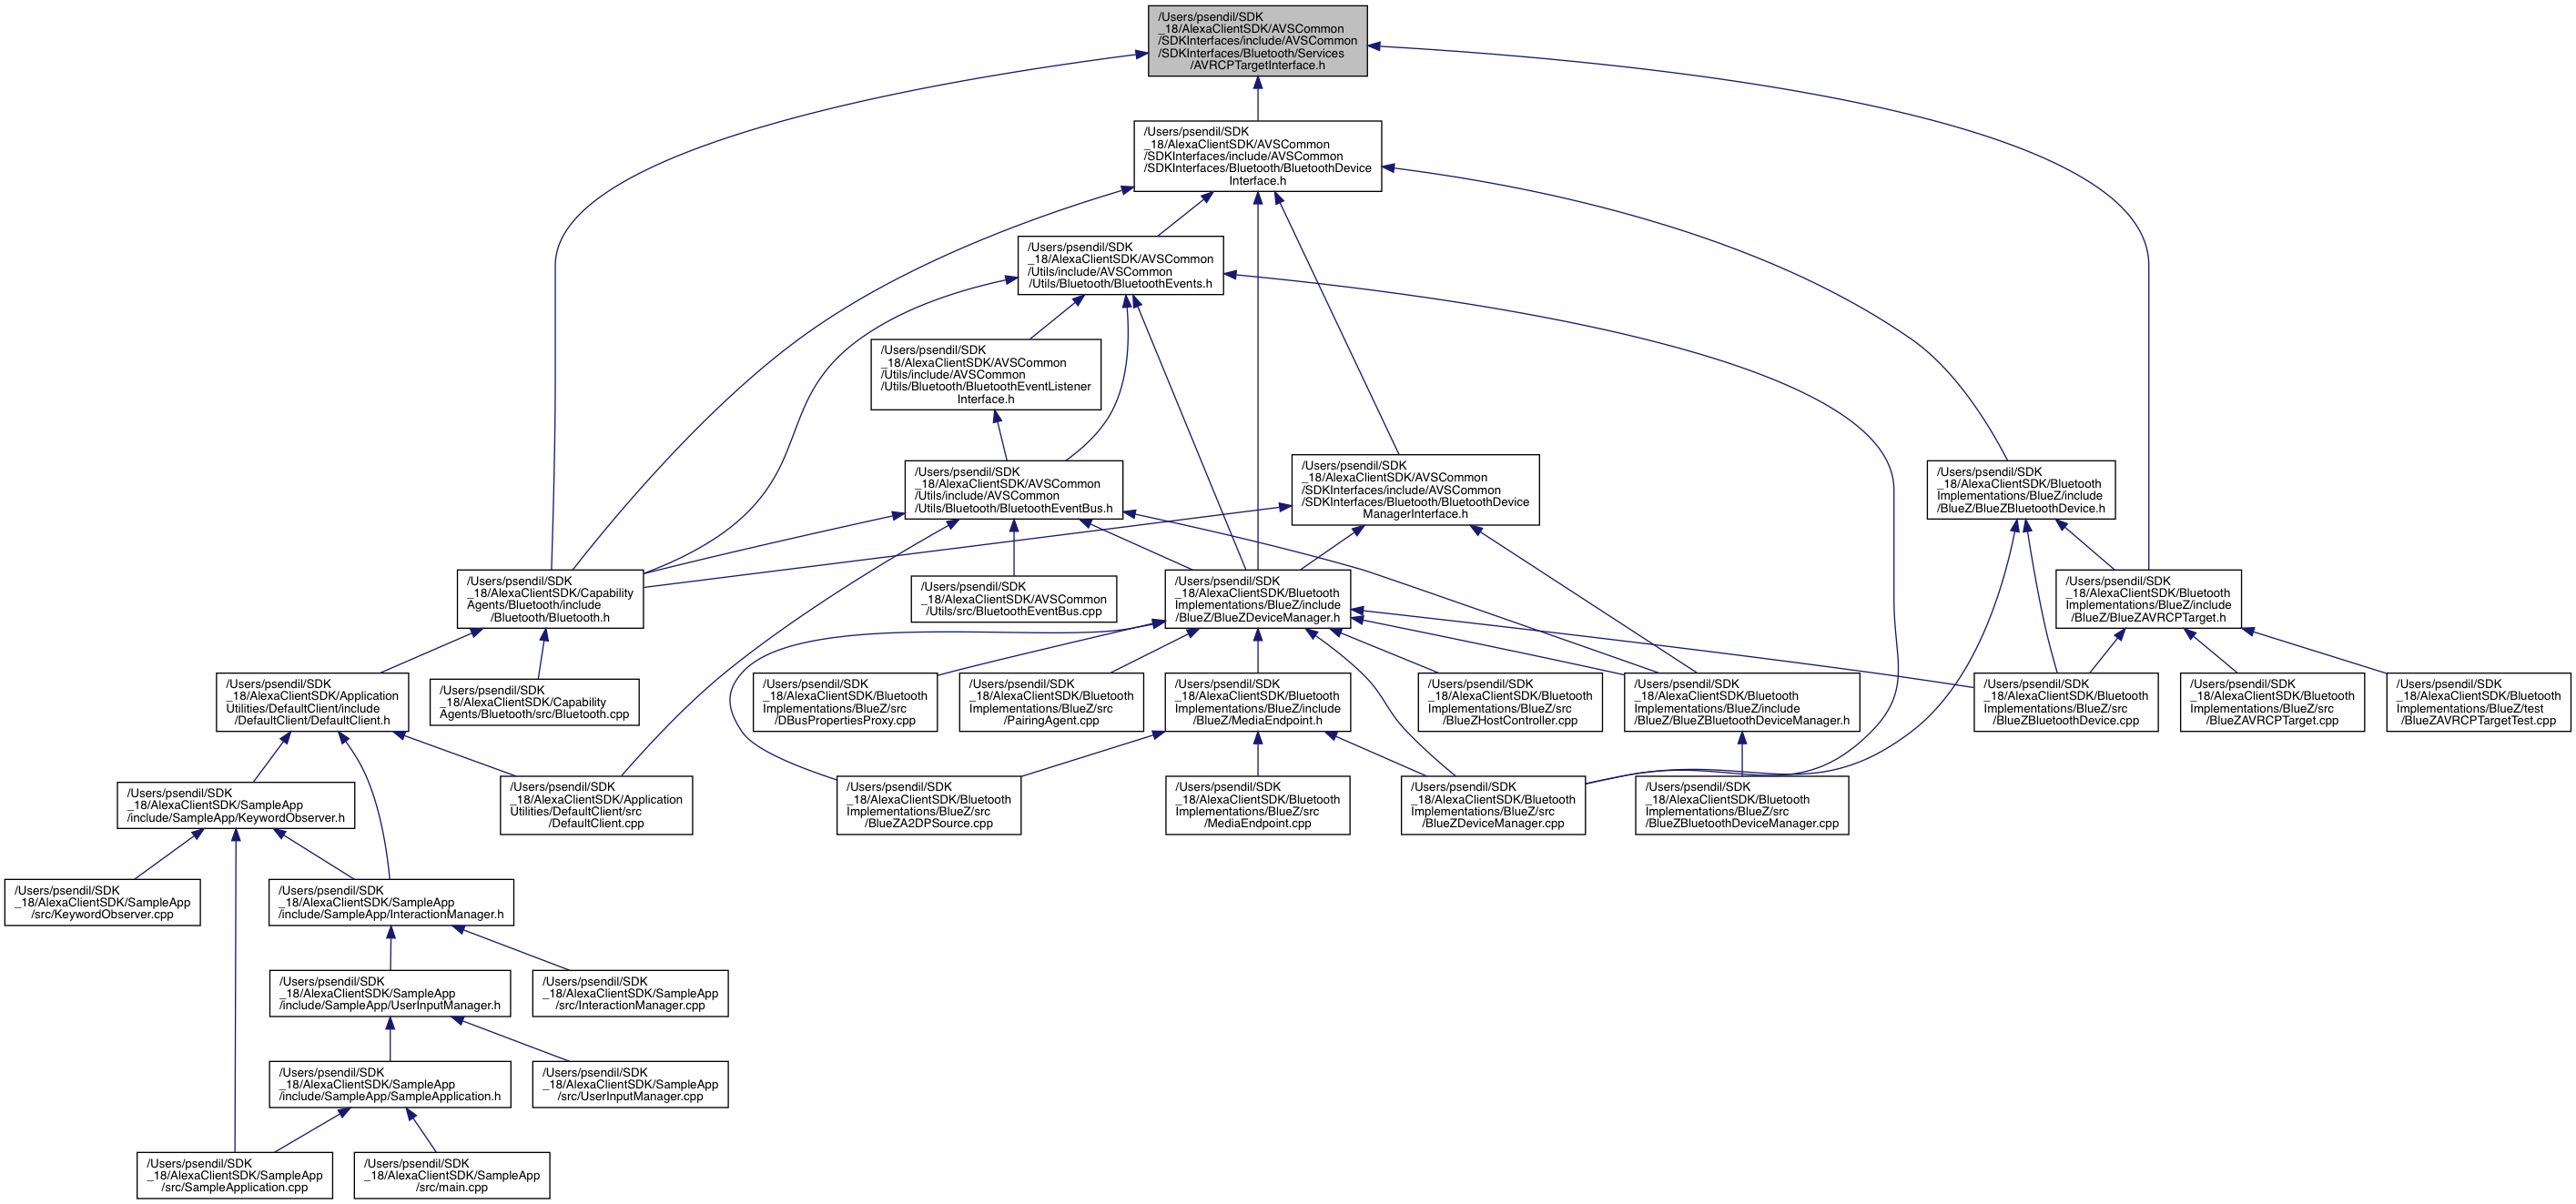 /Users/psendil/SDK
_18/AlexaClientSDK/AVSCommon
/SDKInterfaces/include/AVSCommon
/SDKInterfaces/Bluetooth/Services
/AVRCPTargetInterface.h
/Users/psendil/SDK
_18/AlexaClientSDK/AVSCommon
/SDKInterfaces/include/AVSCommon
/SDKInterfaces/Bluetooth/BluetoothDevice
Interface.h
/Users/psendil/SDK
_18/AlexaClientSDK/AVSCommon
/Utils/include/AVSCommon
/Utils/Bluetooth/BluetoothEvents.h
/Users/psendil/SDK
_18/AlexaClientSDK/AVSCommon
/Utils/include/AVSCommon
/Utils/Bluetooth/BluetoothEventListener
Interface.h
/Users/psendil/SDK
_18/AlexaClientSDK/AVSCommon
/Utils/include/AVSCommon
/Utils/Bluetooth/BluetoothEventBus.h
/Users/psendil/SDK
_18/AlexaClientSDK/AVSCommon
/SDKInterfaces/include/AVSCommon
/SDKInterfaces/Bluetooth/BluetoothDevice
ManagerInterface.h
/Users/psendil/SDK
_18/AlexaClientSDK/Bluetooth
Implementations/BlueZ/include
/BlueZ/BlueZBluetoothDevice.h
/Users/psendil/SDK
_18/AlexaClientSDK/Capability
Agents/Bluetooth/include
/Bluetooth/Bluetooth.h
/Users/psendil/SDK
_18/AlexaClientSDK/AVSCommon
/Utils/src/BluetoothEventBus.cpp
/Users/psendil/SDK
_18/AlexaClientSDK/Bluetooth
Implementations/BlueZ/include
/BlueZ/BlueZDeviceManager.h
/Users/psendil/SDK
_18/AlexaClientSDK/Bluetooth
Implementations/BlueZ/include
/BlueZ/BlueZAVRCPTarget.h
/Users/psendil/SDK
_18/AlexaClientSDK/Application
Utilities/DefaultClient/include
/DefaultClient/DefaultClient.h
/Users/psendil/SDK
_18/AlexaClientSDK/Capability
Agents/Bluetooth/src/Bluetooth.cpp
/Users/psendil/SDK
_18/AlexaClientSDK/Bluetooth
Implementations/BlueZ/src
/DBusPropertiesProxy.cpp
/Users/psendil/SDK
_18/AlexaClientSDK/Bluetooth
Implementations/BlueZ/src
/PairingAgent.cpp
/Users/psendil/SDK
_18/AlexaClientSDK/Bluetooth
Implementations/BlueZ/include
/BlueZ/MediaEndpoint.h
/Users/psendil/SDK
_18/AlexaClientSDK/Bluetooth
Implementations/BlueZ/src
/BlueZHostController.cpp
/Users/psendil/SDK
_18/AlexaClientSDK/Bluetooth
Implementations/BlueZ/include
/BlueZ/BlueZBluetoothDeviceManager.h
/Users/psendil/SDK
_18/AlexaClientSDK/Bluetooth
Implementations/BlueZ/src
/BlueZBluetoothDevice.cpp
/Users/psendil/SDK
_18/AlexaClientSDK/Bluetooth
Implementations/BlueZ/src
/BlueZAVRCPTarget.cpp
/Users/psendil/SDK
_18/AlexaClientSDK/Bluetooth
Implementations/BlueZ/test
/BlueZAVRCPTargetTest.cpp
/Users/psendil/SDK
_18/AlexaClientSDK/SampleApp
/include/SampleApp/KeywordObserver.h
/Users/psendil/SDK
_18/AlexaClientSDK/Application
Utilities/DefaultClient/src
/DefaultClient.cpp
/Users/psendil/SDK
_18/AlexaClientSDK/Bluetooth
Implementations/BlueZ/src
/BlueZA2DPSource.cpp
/Users/psendil/SDK
_18/AlexaClientSDK/Bluetooth
Implementations/BlueZ/src
/MediaEndpoint.cpp
/Users/psendil/SDK
_18/AlexaClientSDK/Bluetooth
Implementations/BlueZ/src
/BlueZDeviceManager.cpp
/Users/psendil/SDK
_18/AlexaClientSDK/Bluetooth
Implementations/BlueZ/src
/BlueZBluetoothDeviceManager.cpp
/Users/psendil/SDK
_18/AlexaClientSDK/SampleApp
/src/KeywordObserver.cpp
/Users/psendil/SDK
_18/AlexaClientSDK/SampleApp
/include/SampleApp/InteractionManager.h
/Users/psendil/SDK
_18/AlexaClientSDK/SampleApp
/include/SampleApp/UserInputManager.h
/Users/psendil/SDK
_18/AlexaClientSDK/SampleApp
/src/InteractionManager.cpp
/Users/psendil/SDK
_18/AlexaClientSDK/SampleApp
/include/SampleApp/SampleApplication.h
/Users/psendil/SDK
_18/AlexaClientSDK/SampleApp
/src/UserInputManager.cpp
/Users/psendil/SDK
_18/AlexaClientSDK/SampleApp
/src/SampleApplication.cpp
/Users/psendil/SDK
_18/AlexaClientSDK/SampleApp
/src/main.cpp